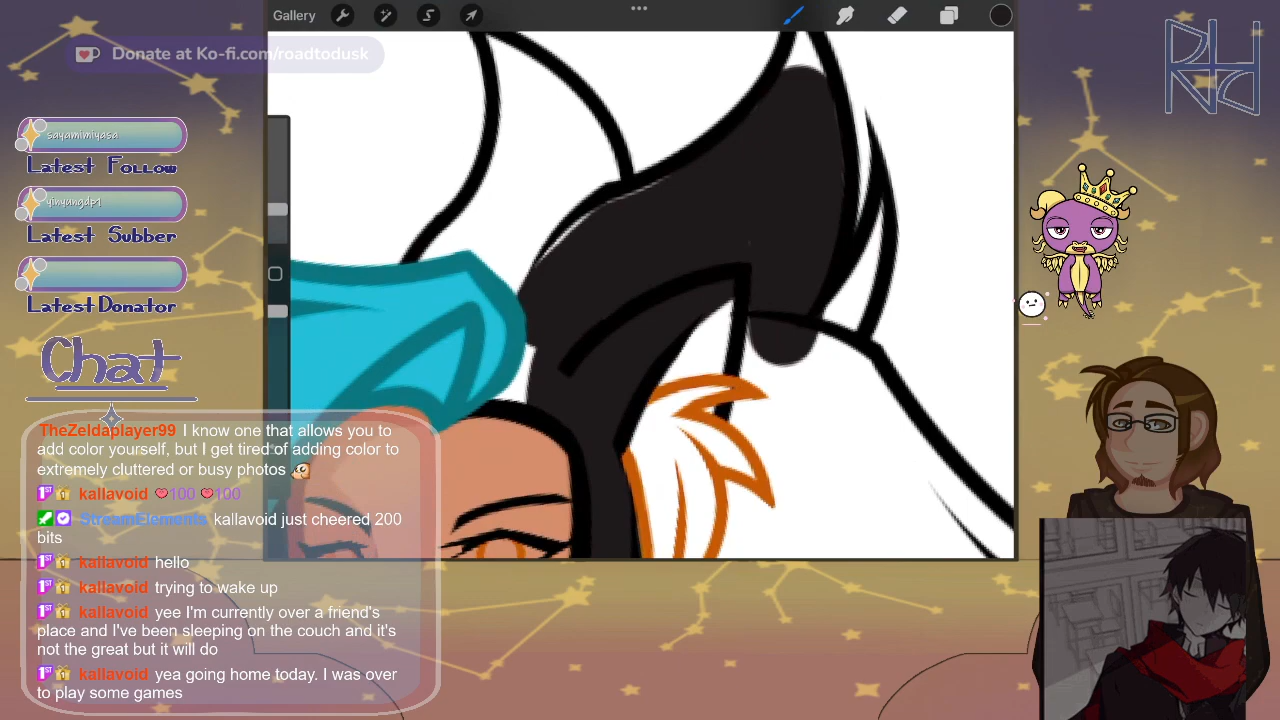 Gallery
Donate at Ko-fi.com/roadtodusk
sayamimiyasa
Latest Follow
yinyangdp1
Latest Subber
Latest Donator
Chat
TheZeldaplayer99 I know one that allows you to
add color yourself, but I get tired of adding color to
extremely cluttered or busy photos
kallavoid 100 100
StreamElements kallavoid just cheered 200
bits
kallavoid hello
kallavoid trying to wake up
kallavoid yee I'm currently over a friend's
place and I've been sleeping on the couch and it's
not the great but it will do
kallavoid yea going home today. I was over
to play some games